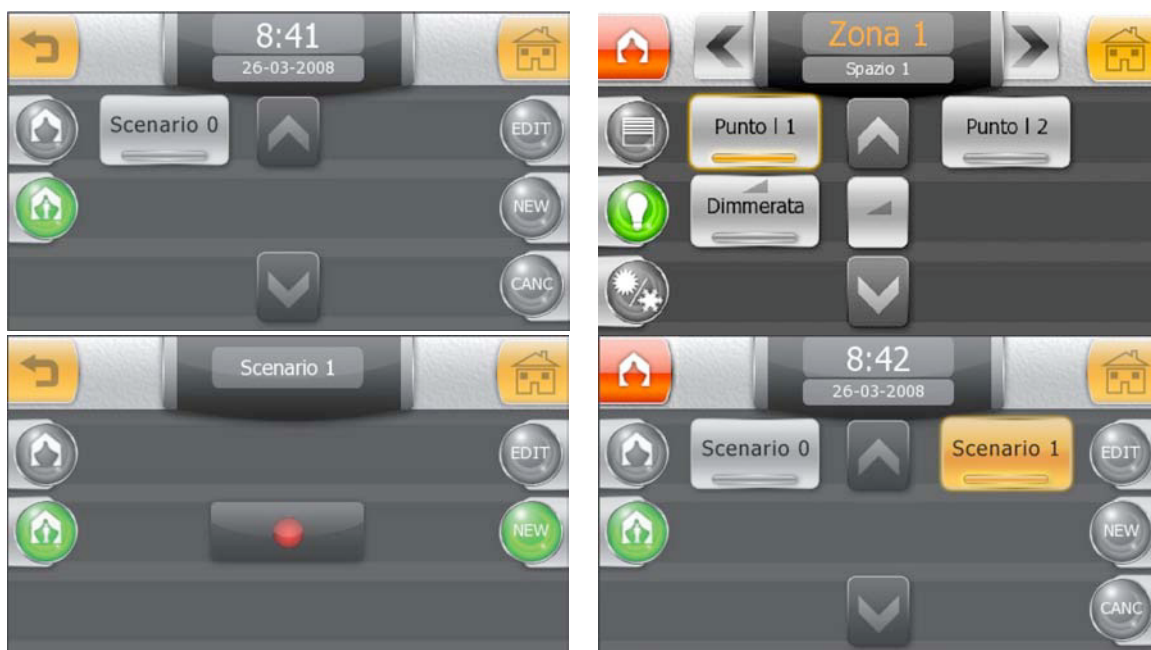 8:41
26-03-2008
Scenario 0
EDIT
NEW
CANC
Zona 1
Spazio 1
Punto l 1
Punto l 2
Dimmerata
Scenario 1
EDIT
NEW
8:42
26-03-2008
Scenario 0
Scenario 1
EDIT
NEW
CANC